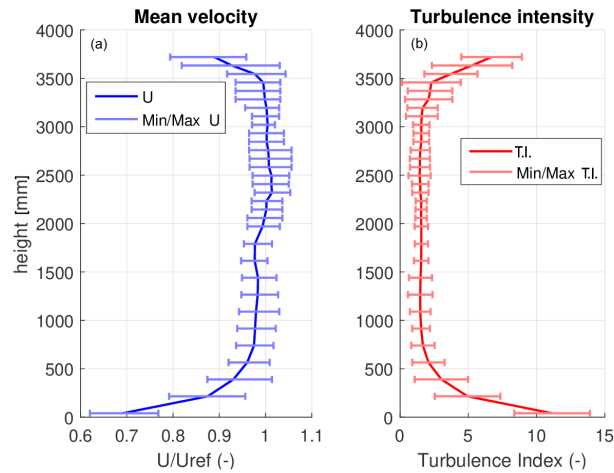 Mean velocity
(a)
U
Min/Max U
height [mm]
4000
3500
3000
2500
2000
1500
1000
500
0
0.6
0.7
0.8
0.9
1
1.1
U/Uref (-)
Turbulence intensity
(b)
T.I.
Min/Max T.I.
4000
3500
3000
2500
2000
1500
1000
500
0
0
5
10
15
Turbulence Index (-)